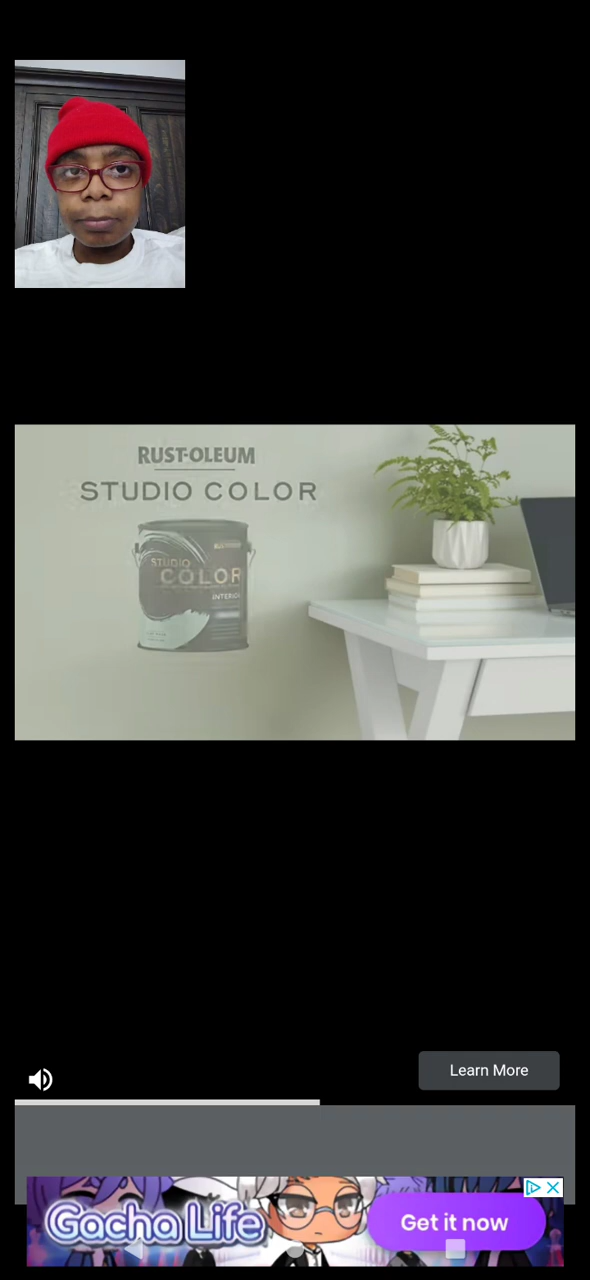 RUST-OLEUM
STUDIO COLOR
STUDIO
COLOR
INTERIOR
Learn More
Gacha Life
Get it now